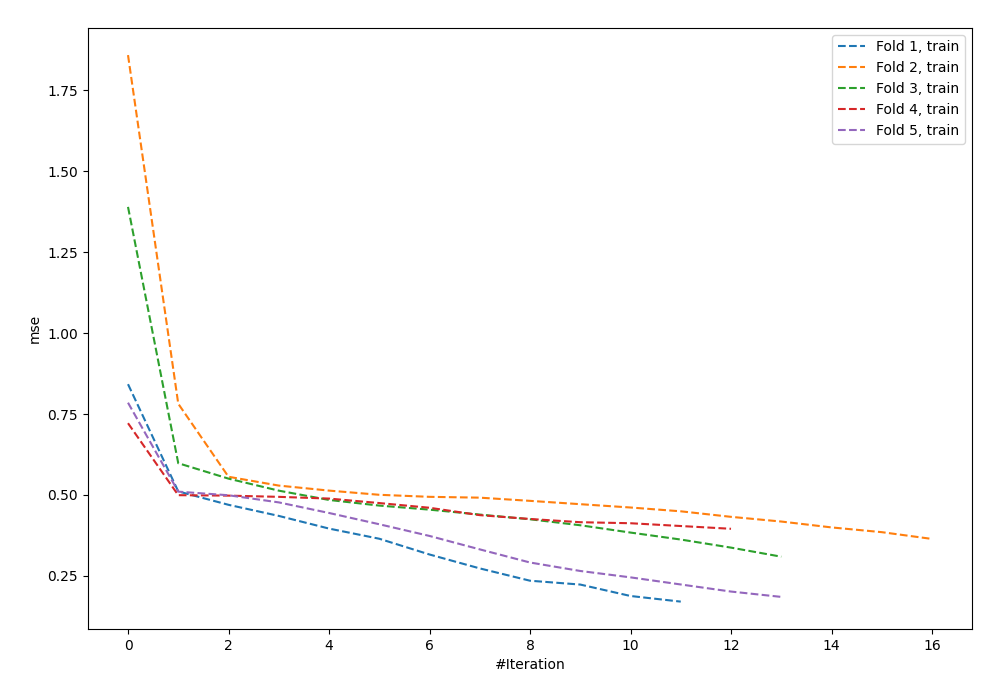 Fold 1, train
Fold 2, train
Fold 3, train
Fold 4, train
Fold 5, train
mse
1.75
1.50
1.25
1.00
0.75
0.50
0.25
0 2 4 6 8 10 12 14 16
#Iteration